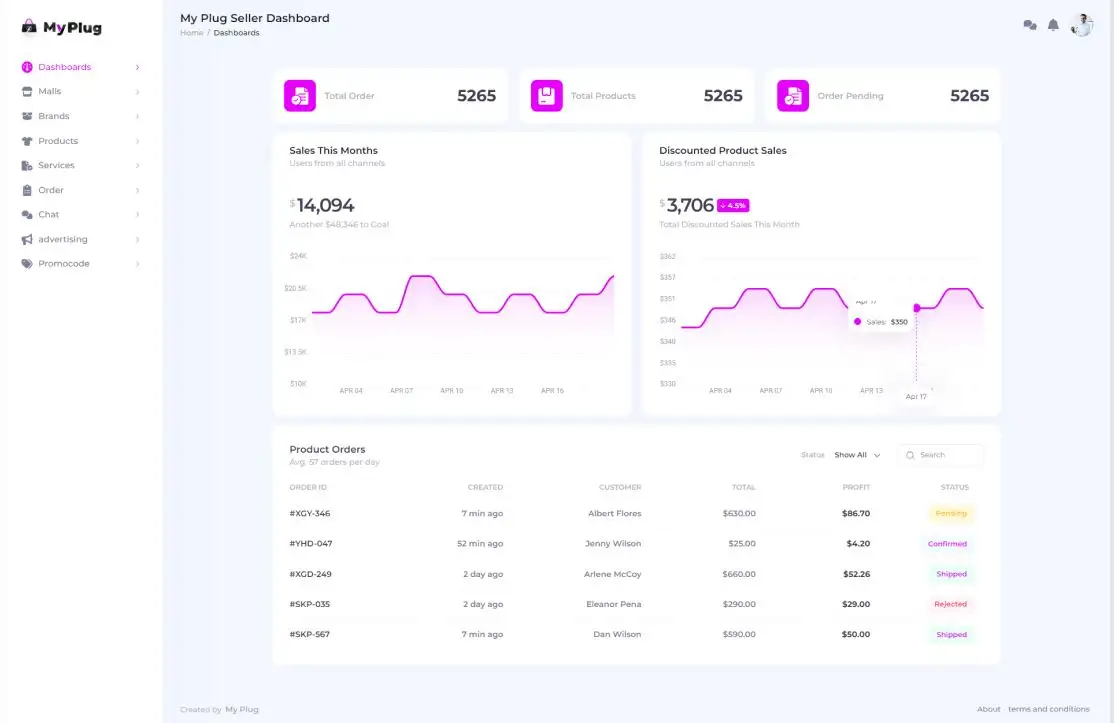 MyPlug
My Plug Seller Dashboard
Home / Dashboards
Dashboards
Malls
Brands
Products
Services
Order
Chat
advertising
Promocode
Total Order 5265
Total Products 5265
Order Pending 5265
Sales This Months
Users from all channels
$14,094
Another $48,346 to Goal
$24K
$20.5K
$17K
$13.5K
$10K
APR 04 APR 07 APR 10 APR 13 APR 16
Discounted Product Sales
Users from all channels
$3,706 ↓ 4.5%
Total Discounted Sales This Month
$362
$357
$351
$346
$340
$335
$330
Apr 17
Sales: $350
APR 04 APR 07 APR 10 APR 13
Apr 17
Product Orders
Avg. 57 orders per day
Status Show All Search
ORDER ID CREATED CUSTOMER TOTAL PROFIT STATUS
#XGY-346 7 min ago Albert Flores $630.00 $86.70 Pending
#YHD-047 52 min ago Jenny Wilson $25.00 $4.20 Confirmed
#XGD-249 2 day ago Arlene McCoy $660.00 $52.26 Shipped
#SKP-035 2 day ago Eleanor Pena $290.00 $29.00 Rejected
#SKP-567 7 min ago Dan Wilson $590.00 $50.00 Shipped
Created by My Plug
About terms and conditions